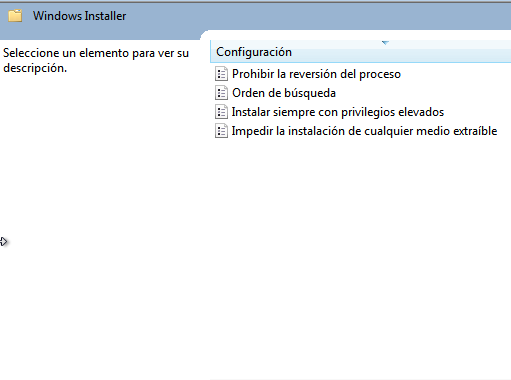 Windows Installer
Seleccione un elemento para ver su
descripción.
Configuración
Prohibir la reversión del proceso
Orden de búsqueda
Instalar siempre con privilegios elevados
Impedir la instalación de cualquier medio extraíble